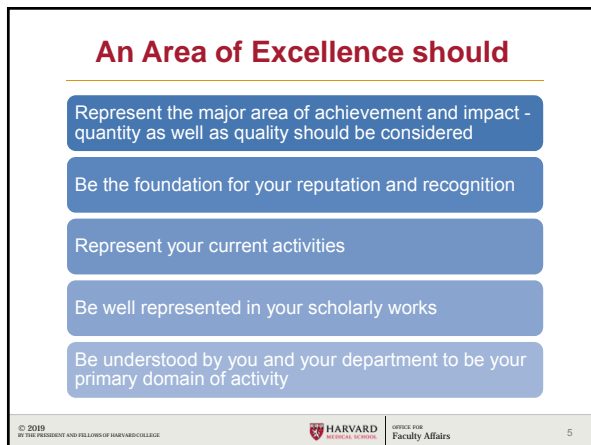 An Area of Excellence should
Represent the major area of achievement and impact -
quantity as well as quality should be considered
Be the foundation for your reputation and recognition
Represent your current activities
Be well represented in your scholarly works
Be understood by you and your department to be your
primary domain of activity
© 2019
BY THE PRESIDENT AND FELLOWS OF HARVARD COLLEGE
HARVARD
MEDICAL SCHOOL
OFFICE FOR
Faculty Affairs
5